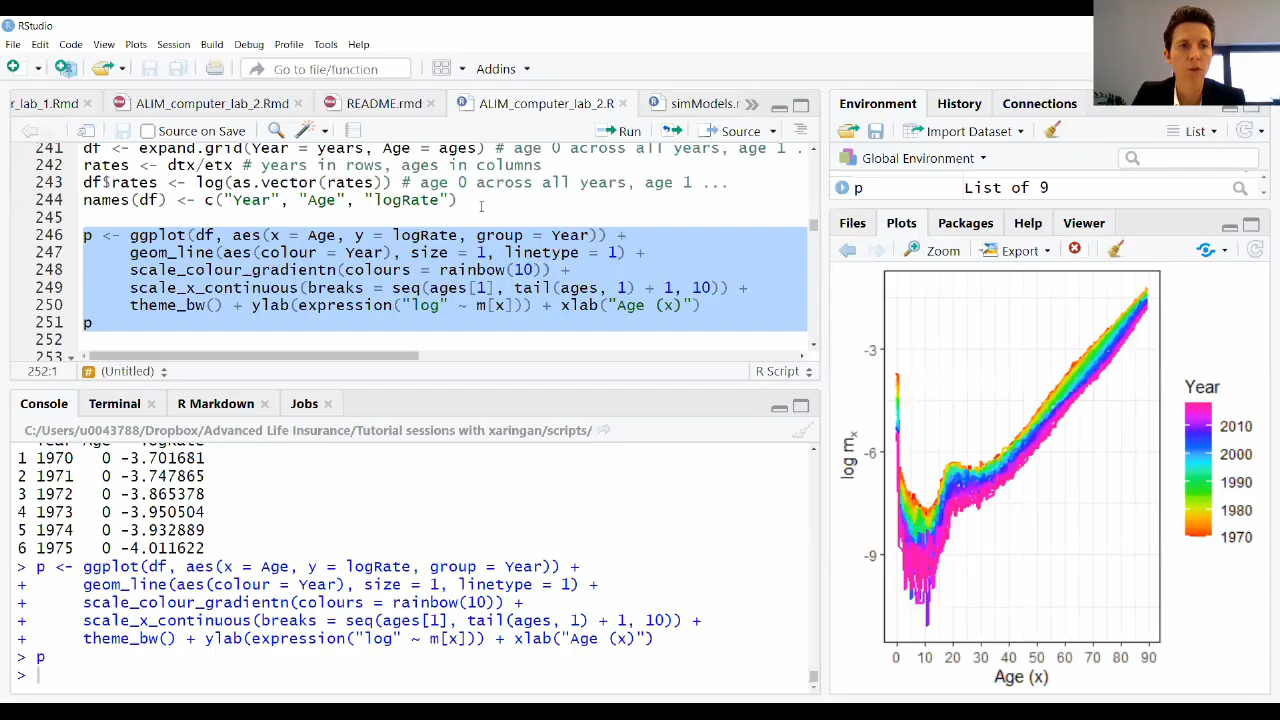 RStudio
File Edit Code View Plots Session Build Debug Profile Tools Help
Go to file/function Addins
r_lab_1.Rmd ALIM_computer_lab_2.Rmd README.md ALIM_computer_lab_2.R simModels.r
Source on Save Run Source
241 df <- expand.grid(Year = years, Age = ages) # age 0 across all years, age 1 .
242 rates <- dtx/etx # years in rows, ages in columns
243 df$rates <- log(as.vector(rates)) # age 0 across all years, age 1 ...
244 names(df) <- c("Year", "Age", "logRate")
245
246 p <- ggplot(df, aes(x = Age, y = logRate, group = Year)) +
247 geom_line(aes(colour = Year), size = 1, linetype = 1) +
248 scale_colour_gradientn(colours = rainbow(10)) +
249 scale_x_continuous(breaks = seq(ages[1], tail(ages, 1) + 1, 10)) +
250 theme_bw() + ylab(expression("log" ~ m[x])) + xlab("Age (x)")
251 p
252
253
252:1 (Untitled) R Script
Console Terminal R Markdown Jobs
C:/Users/u0043788/Dropbox/Advanced Life Insurance/Tutorial sessions with xaringan/scripts/
Year Age logRate
1 1970 0 -3.701681
2 1971 0 -3.747865
3 1972 0 -3.865378
4 1973 0 -3.950504
5 1974 0 -3.932889
6 1975 0 -4.011622
> p <- ggplot(df, aes(x = Age, y = logRate, group = Year)) +
+ geom_line(aes(colour = Year), size = 1, linetype = 1) +
+ scale_colour_gradientn(colours = rainbow(10)) +
+ scale_x_continuous(breaks = seq(ages[1], tail(ages, 1) + 1, 10)) +
+ theme_bw() + ylab(expression("log" ~ m[x])) + xlab("Age (x)")
> p
>
Environment History Connections
Import Dataset List
Global Environment
p List of 9
Files Plots Packages Help Viewer
Zoom Export
-3
-6
-9
log mx
0 10 20 30 40 50 60 70 80 90
Age (x)
Year
2010
2000
1990
1980
1970